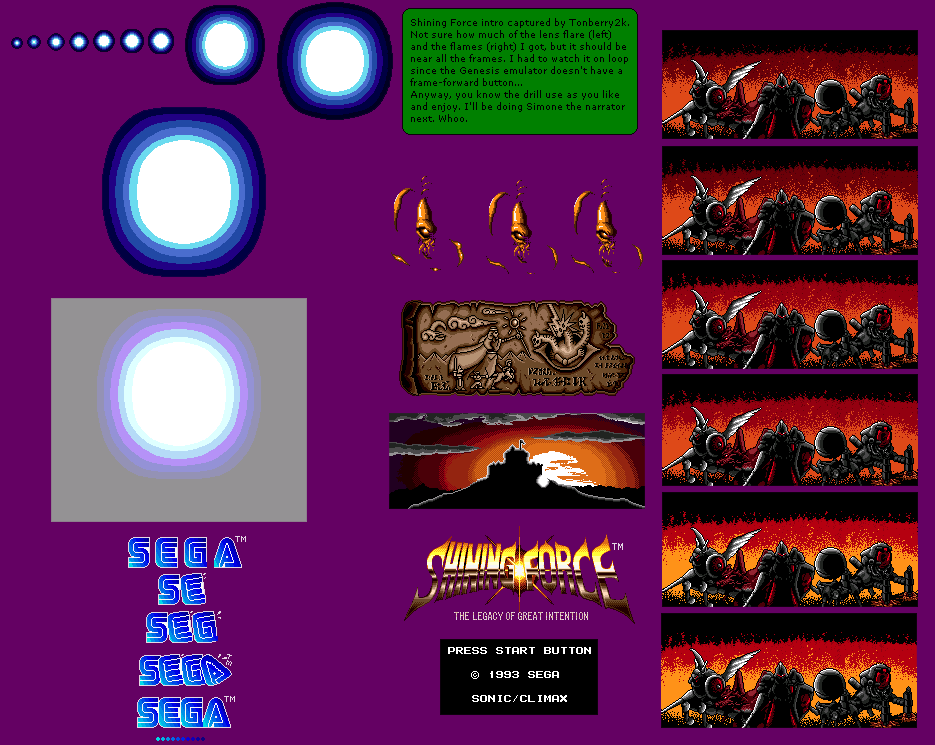 Shining Force intro captured by Tonberry2k.
Not sure how much of the lens flare (left)
and the flames (right) I got, but it should be
near all the frames. I had to watch it on loop
since the Genesis emulator doesn't have a
frame-forward button...
Anyway, you know the drill use as you like
and enjoy. I'll be doing Simone the narrator
next. Whoo.
SEGA TM
SE
SEG
SEGA
SEGA TM
SHINING FORCE TM
THE LEGACY OF GREAT INTENTION
PRESS START BUTTON
© 1993 SEGA
SONIC/CLIMAX